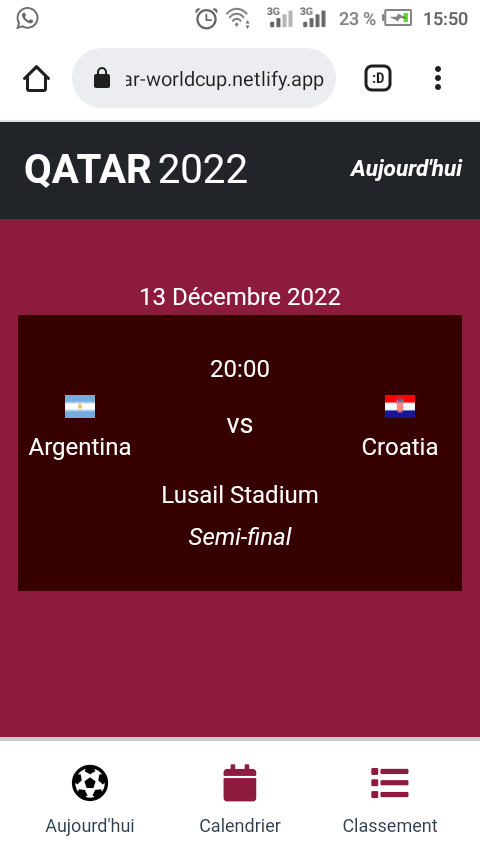 3G 3G 23 % 15:50
ar-worldcup.netlify.app :D
QATAR 2022 Aujourd'hui
13 Décembre 2022
20:00
vs
Argentina Croatia
Lusail Stadium
Semi-final
Aujourd'hui Calendrier Classement